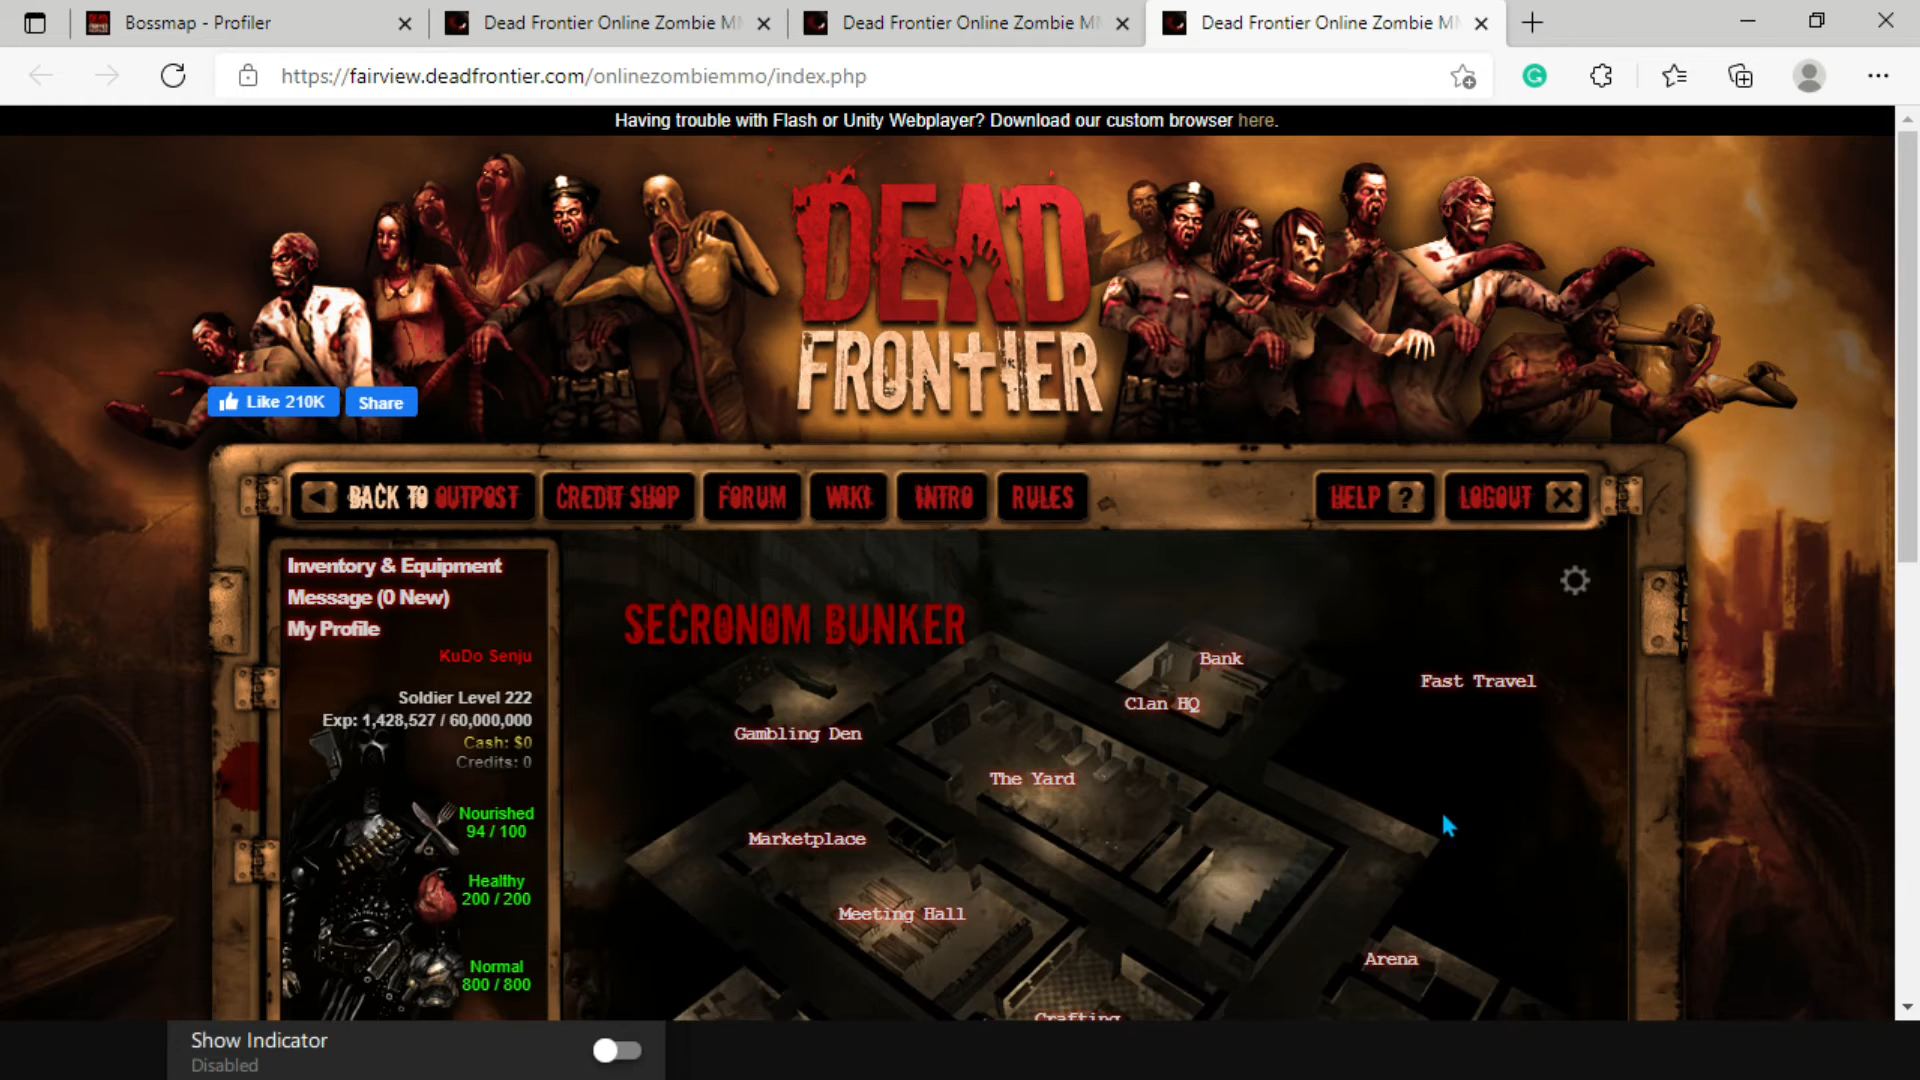 Bossmap - Profiler
Dead Frontier Online Zombie M
Dead Frontier Online Zombie M
Dead Frontier Online Zombie M
https://fairview.deadfrontier.com/onlinezombiemmo/index.php
Having trouble with Flash or Unity Webplayer? Download our custom browser here.
DEAD
FRONTIER
Like 210K
Share
BACK TO OUTPOST
CREDIT SHOP
FORUM
WIKI
INTRO
RULES
HELP ?
LOGOUT X
Inventory & Equipment
Message (0 New)
My Profile
KuDo Senju
Soldier Level 222
Exp: 1,428,527 / 60,000,000
Cash: $0
Credits: 0
Nourished
94 / 100
Healthy
200 / 200
Normal
800 / 800
SECRONOM BUNKER
Bank
Fast Travel
Clan HQ
Gambling Den
The Yard
Marketplace
Meeting Hall
Arena
Crafting
Show Indicator
Disabled